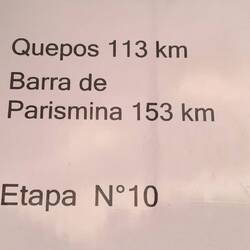 Quepos 113 km
Barra de
Parismina 153 km
Etapa N°10